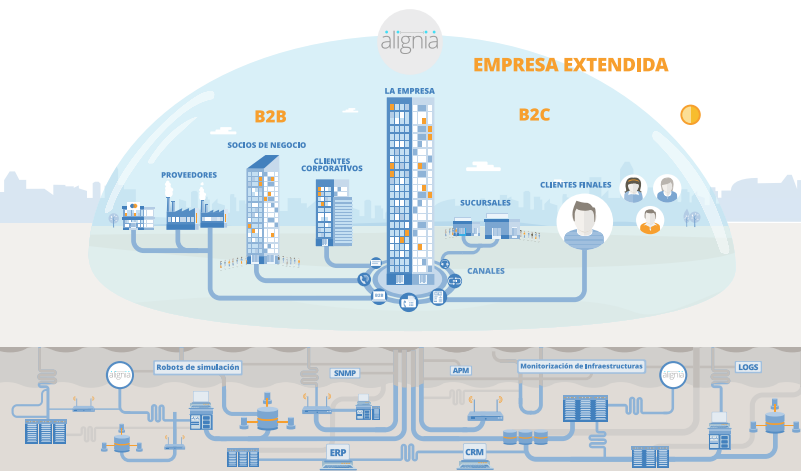 alignia
EMPRESA EXTENDIDA
LA EMPRESA
B2B
B2C
SOCIOS DE NEGOCIO
CLIENTES
CORPORATIVOS
PROVEEDORES
CLIENTES FINALES
SUCURSALES
CANALES
B2B
Robots de simulación
Monitorización de Infraestructuras
LOGS
alignia
SNMP
APM
alignia
ERP
CRM